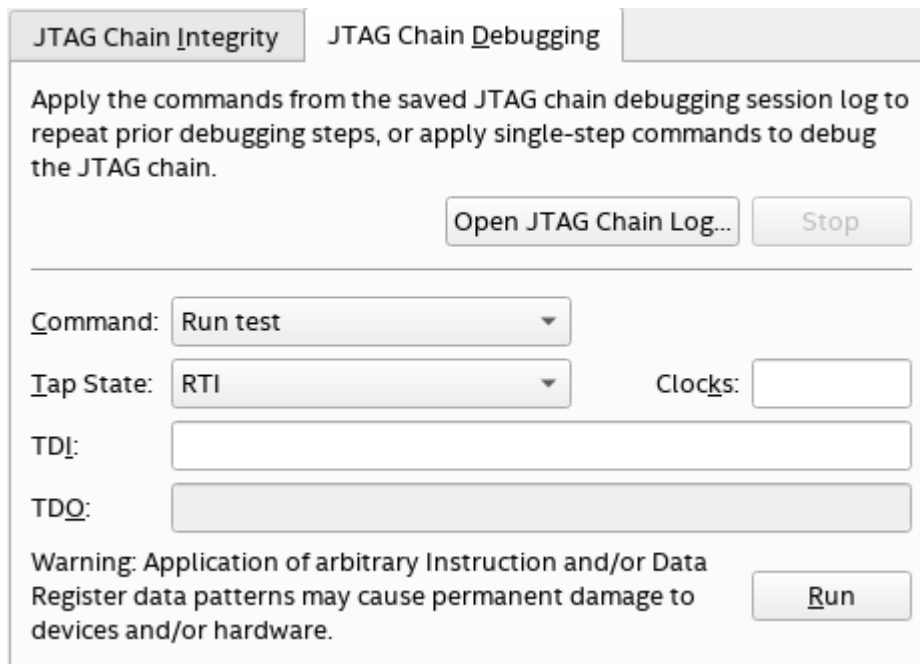 JTAG Chain Integrity
JTAG Chain Debugging
Apply the commands from the saved JTAG chain debugging session log to
repeat prior debugging steps, or apply single-step commands to debug
the JTAG chain.
Open JTAG Chain Log...
Stop
Command: Run test
Tap State: RTI
Clocks:
TDI:
TDO:
Warning: Application of arbitrary Instruction and/or Data
Register data patterns may cause permanent damage to
devices and/or hardware.
Run